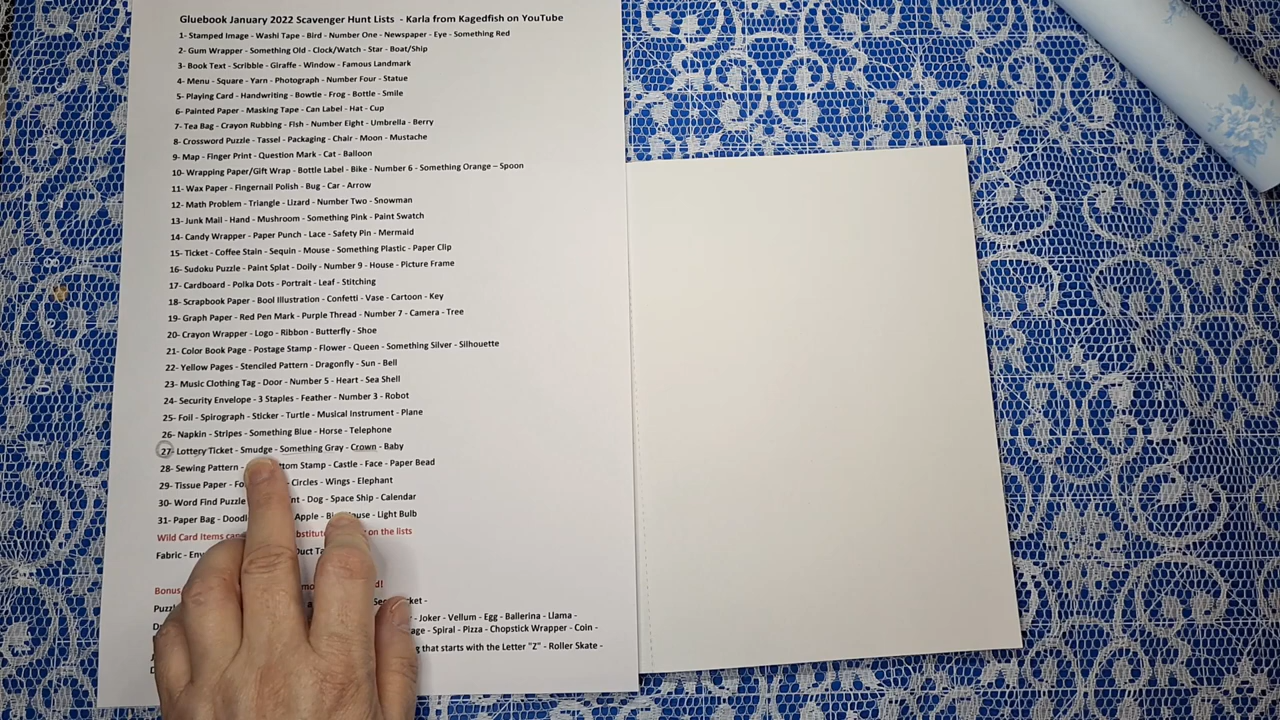 Gluebook January 2022 Scavenger Hunt Lists - Karla from Kagedfish on YouTube
1- Stamped Image - Washi Tape - Bird - Number One - Newspaper - Eye - Something Red
2- Gum Wrapper - Something Old - Clock/Watch - Star - Boat/Ship
3- Book Text - Scribble - Giraffe - Window - Famous Landmark
4- Menu - Square - Yarn - Photograph - Number Four - Statue
5- Playing Card - Handwriting - Bowtie - Frog - Bottle - Smile
6- Painted Paper - Masking Tape - Can Label - Hat - Cup
7- Tea Bag - Crayon Rubbing - Fish - Number Eight - Umbrella - Berry
8- Crossword Puzzle - Tassel - Packaging - Chair - Moon - Mustache
9- Map - Finger Print - Question Mark - Cat - Balloon
10- Wrapping Paper/Gift Wrap - Bottle Label - Bike - Number 6 - Something Orange – Spoon
11- Wax Paper - Fingernail Polish - Bug - Car - Arrow
12- Math Problem - Triangle - Lizard - Number Two - Snowman
13- Junk Mail - Hand - Mushroom - Something Pink - Paint Swatch
14- Candy Wrapper - Paper Punch - Lace - Safety Pin - Mermaid
15- Ticket - Coffee Stain - Sequin - Mouse - Something Plastic - Paper Clip
16- Sudoku Puzzle - Paint Splat - Doily - Number 9 - House - Picture Frame
17- Cardboard - Polka Dots - Portrait - Leaf - Stitching
18- Scrapbook Paper - Bool Illustration - Confetti - Vase - Cartoon - Key
19- Graph Paper - Red Pen Mark - Purple Thread - Number 7 - Camera - Tree
20- Crayon Wrapper - Logo - Ribbon - Butterfly - Shoe
21- Color Book Page - Postage Stamp - Flower - Queen - Something Silver - Silhouette
22- Yellow Pages - Stenciled Pattern - Dragonfly - Sun - Bell
23- Music Clothing Tag - Door - Number 5 - Heart - Sea Shell
24- Security Envelope - 3 Staples - Feather - Number 3 - Robot
25- Foil - Spirograph - Sticker - Turtle - Musical Instrument - Plane
26- Napkin - Stripes - Something Blue - Horse - Telephone
27- Lottery Ticket - Smudge - Something Gray - Crown - Baby
28- Sewing Pattern - Stamp - Castle - Face - Paper Bead
29- Tissue Paper - Circles - Wings - Elephant
30- Word Find Puzzle - Dog - Space Ship - Calendar
31- Paper Bag - Apple - Light Bulb
Wild Card Items on the lists
Fabric -
Bonus
- Joker - Vellum - Egg - Ballerina - Llama -
- Spiral - Pizza - Chopstick Wrapper - Coin -
that starts with the Letter "Z" - Roller Skate -